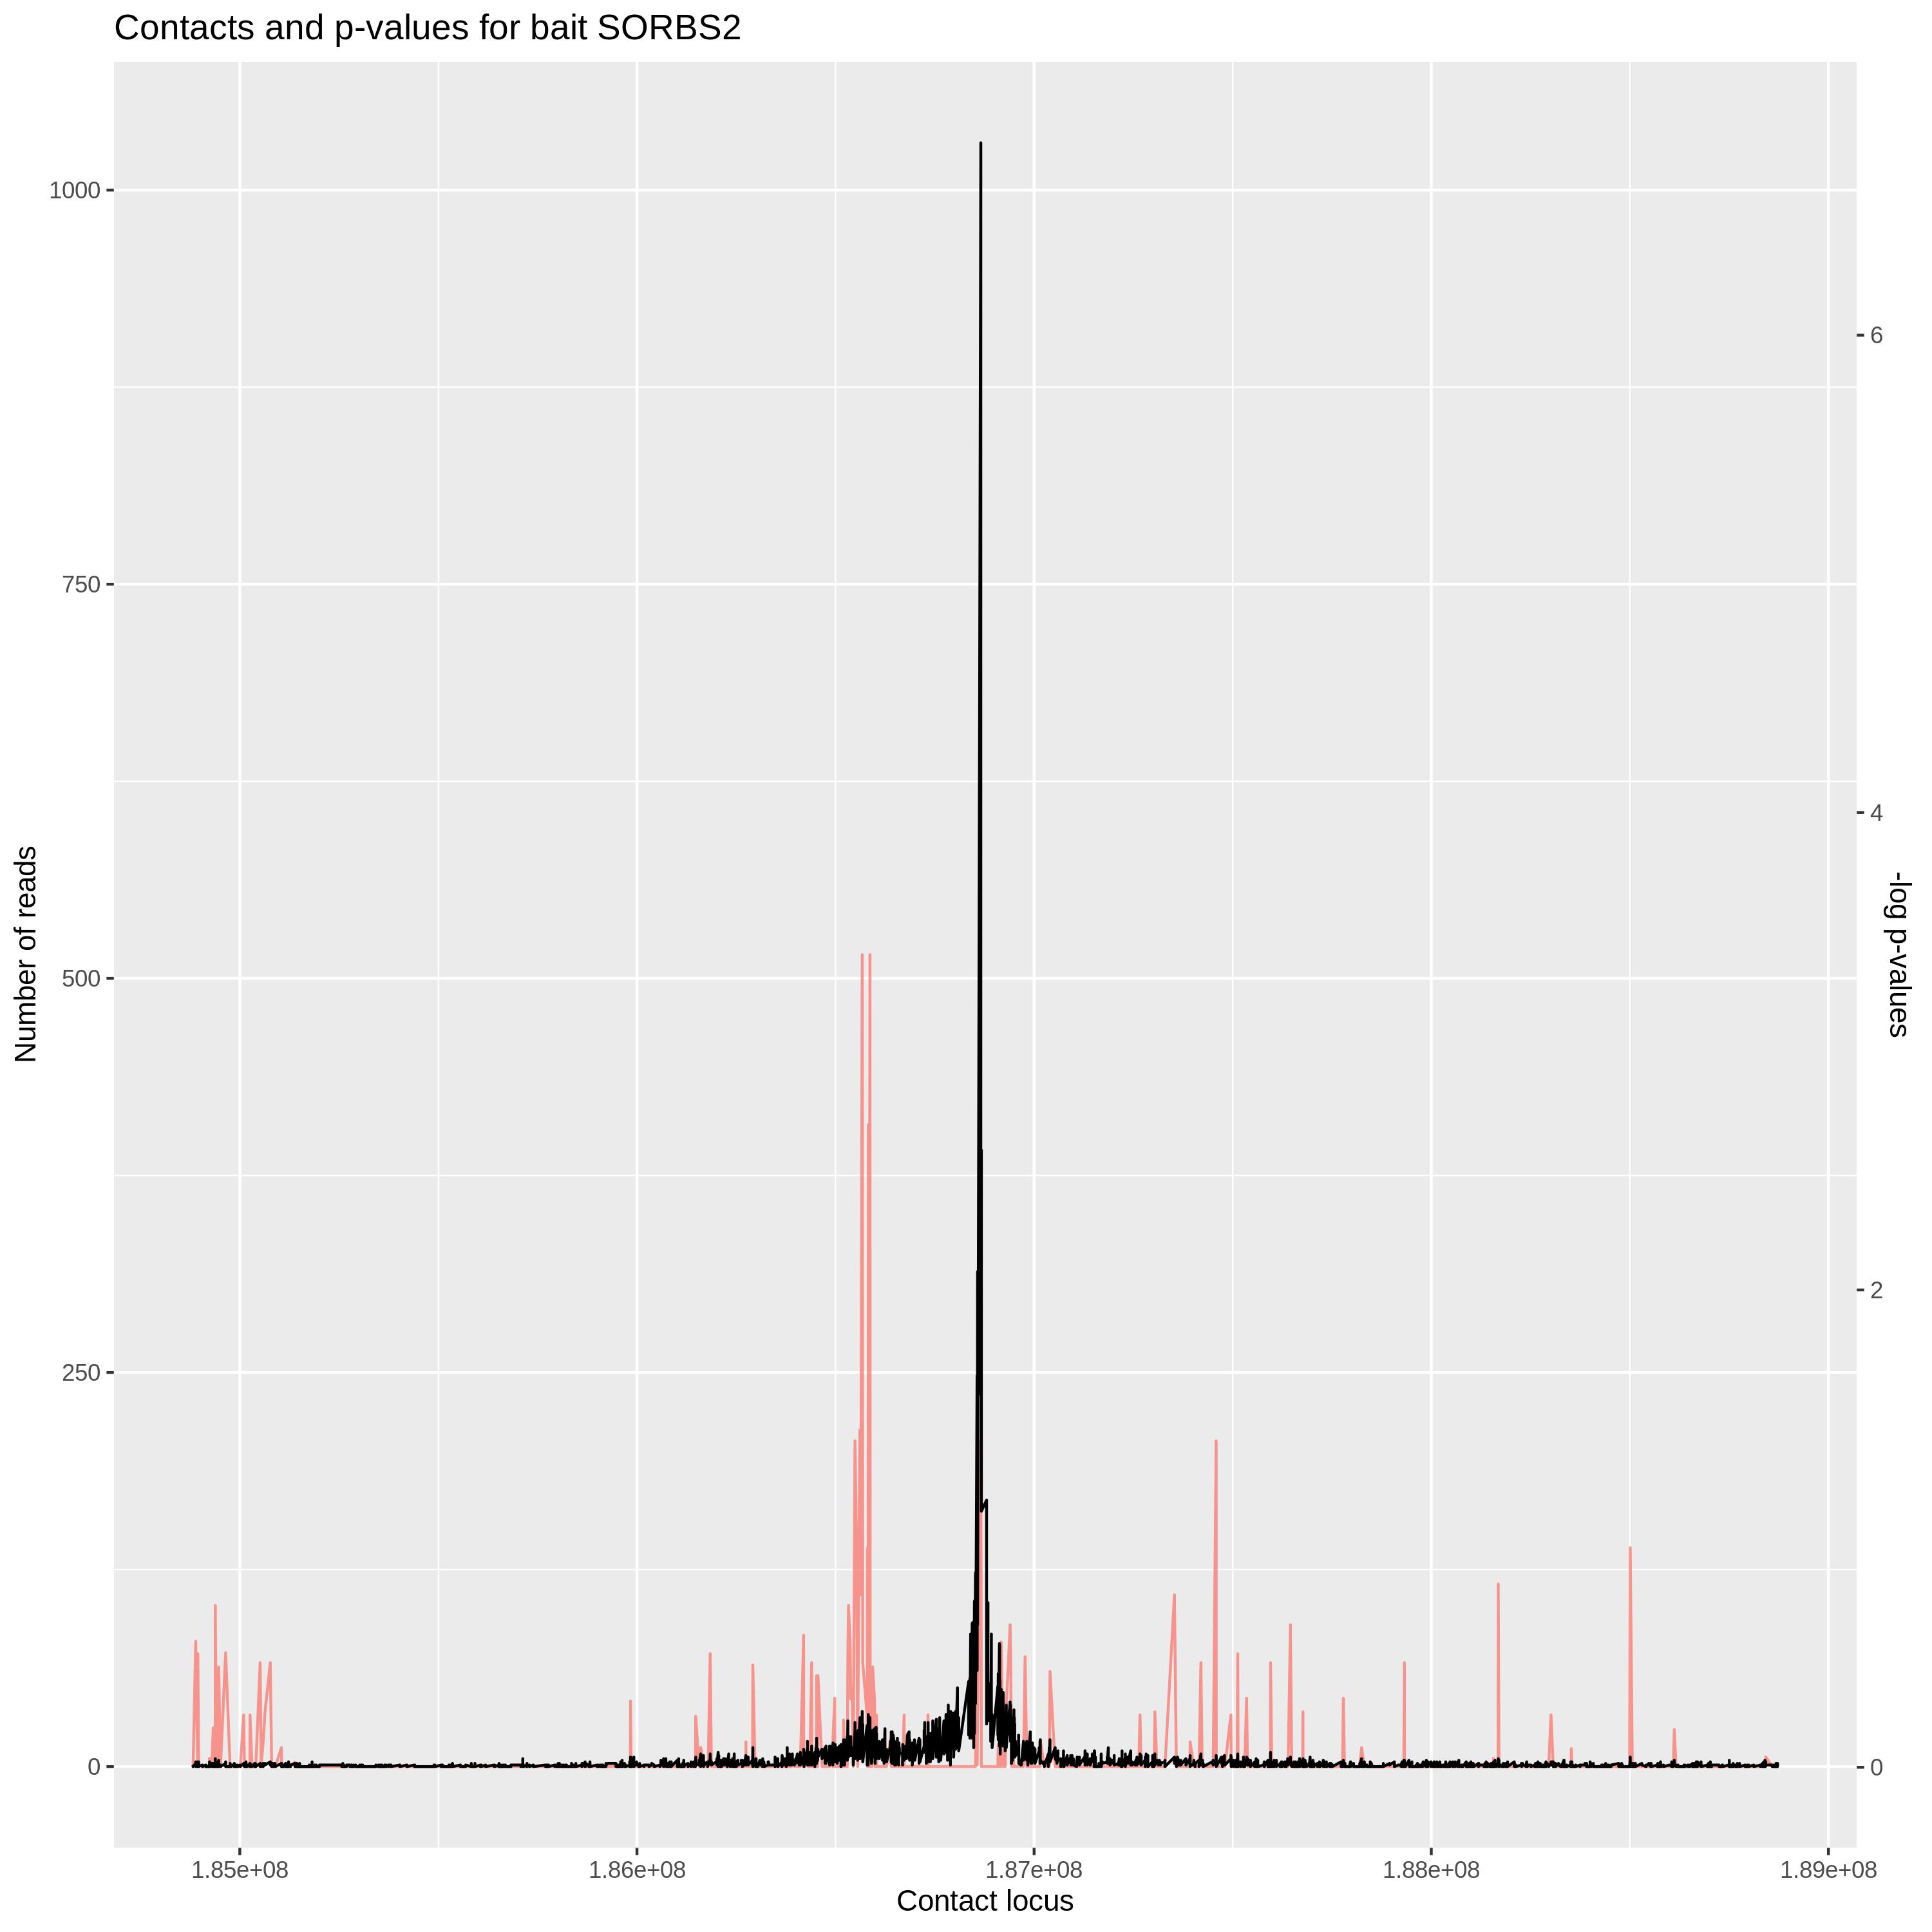 Contacts and p-values for bait SORBS2
1000
750
500
250
0
Number of reads
6
4
2
0
-log p-values
1.85e+08
1.86e+08
1.87e+08
1.88e+08
1.89e+08
Contact locus